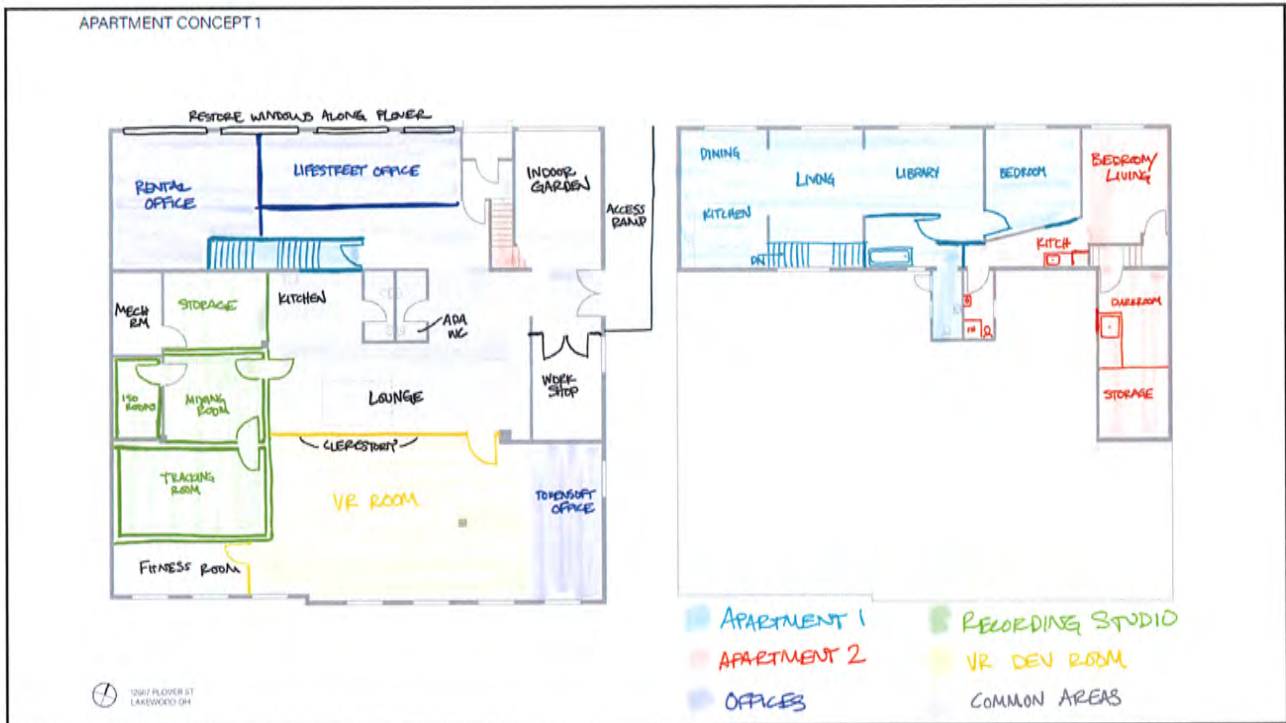 APARTMENT CONCEPT 1
RESTORE WINDOWS ALONG PLOVER
RENTAL
OFFICE
LIFESTREET OFFICE
INDOOR
GARDEN
ACCESS
RAMP
MECH
RM
STORAGE
KITCHEN
ADA
WC
ISO
ROOM
MIXING
ROOM
LOUNGE
WORK
SHOP
CLERESTORY
TRACKING
ROOM
VR ROOM
OFFICE
FITNESS ROOM
DINING
LIVING
LIBRARY
BEDROOM
BEDROOM/
LIVING
KITCHEN
KITCH
DN
DARKROOM
STORAGE
APARTMENT 1
APARTMENT 2
OFFICES
RECORDING STUDIO
VR DEV ROOM
COMMON AREAS
PLOVER ST
LAKEWOOD OH